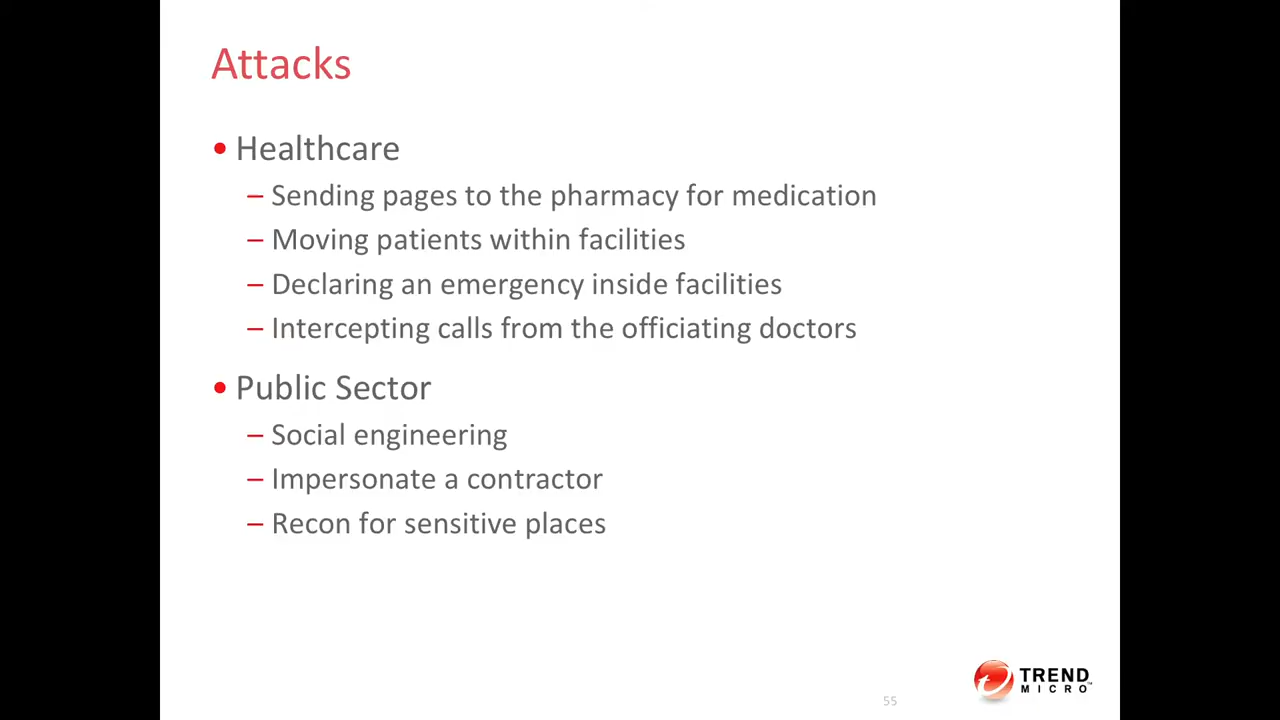 Attacks
• Healthcare
– Sending pages to the pharmacy for medication
– Moving patients within facilities
– Declaring an emergency inside facilities
– Intercepting calls from the officiating doctors
• Public Sector
– Social engineering
– Impersonate a contractor
– Recon for sensitive places
55
TREND
MICRO™